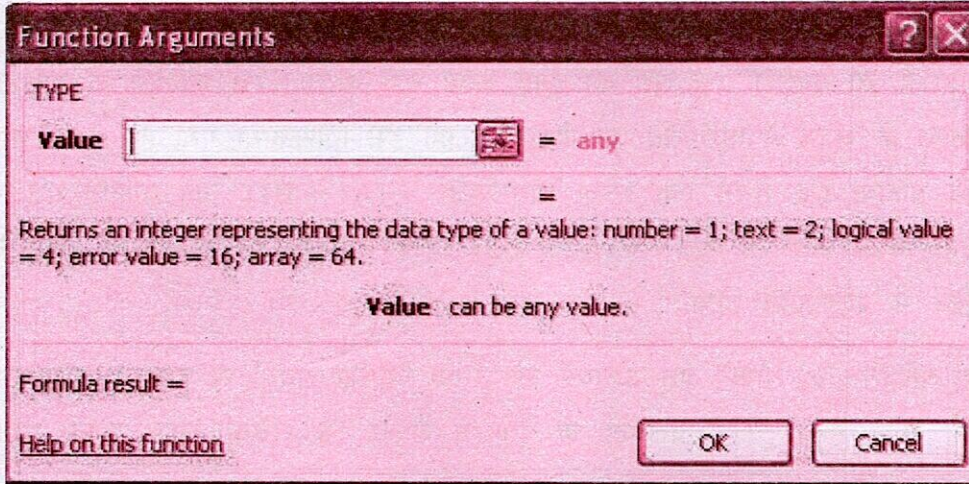 Function Arguments
TYPE
Value = any
=
Returns an integer representing the data type of a value: number = 1; text = 2; logical value
= 4; error value = 16; array = 64.
Value can be any value.
Formula result =
Help on this function
OK Cancel